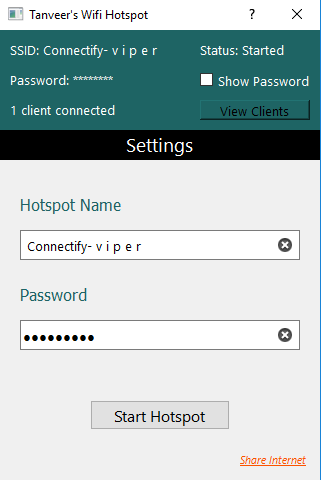 Tanveer's Wifi Hotspot
SSID: Connectify- v i p e r
Status: Started
Password: ********
Show Password
1 client connected
View Clients
Settings
Hotspot Name
Connectify- v i p e r
Password
●●●●●●●●●
Start Hotspot
Share Internet